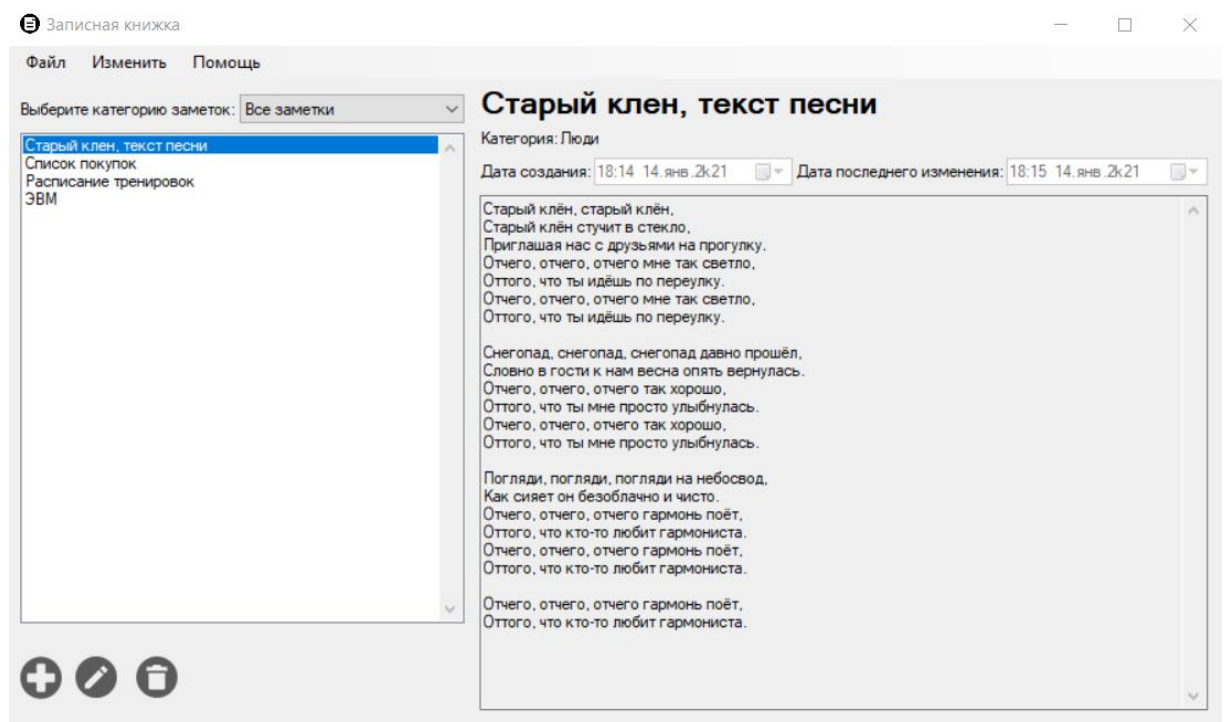 Записная книжка
Файл Изменить Помощь
Выберите категорию заметок: Все заметки
Старый клен, текст песни
Список покупок
Расписание тренировок
ЭВМ
Старый клен, текст песни
Категория: Люди
Дата создания: 18:14 14.янв.2k21 Дата последнего изменения: 18:15 14.янв.2k21
Старый клён, старый клён,
Старый клён стучит в стекло,
Приглашая нас с друзьями на прогулку.
Отчего, отчего, отчего мне так светло,
Оттого, что ты идёшь по переулку.
Отчего, отчего, отчего мне так светло,
Оттого, что ты идёшь по переулку.
Снегопад, снегопад, снегопад давно прошёл,
Словно в гости к нам весна опять вернулась.
Отчего, отчего, отчего так хорошо,
Оттого, что ты мне просто улыбнулась.
Отчего, отчего, отчего так хорошо,
Оттого, что ты мне просто улыбнулась.
Погляди, погляди, погляди на небосвод,
Как сияет он безоблачно и чисто.
Отчего, отчего, отчего гармонь поёт,
Оттого, что кто-то любит гармониста.
Отчего, отчего, отчего гармонь поёт,
Оттого, что кто-то любит гармониста.
Отчего, отчего, отчего гармонь поёт,
Оттого, что кто-то любит гармониста.